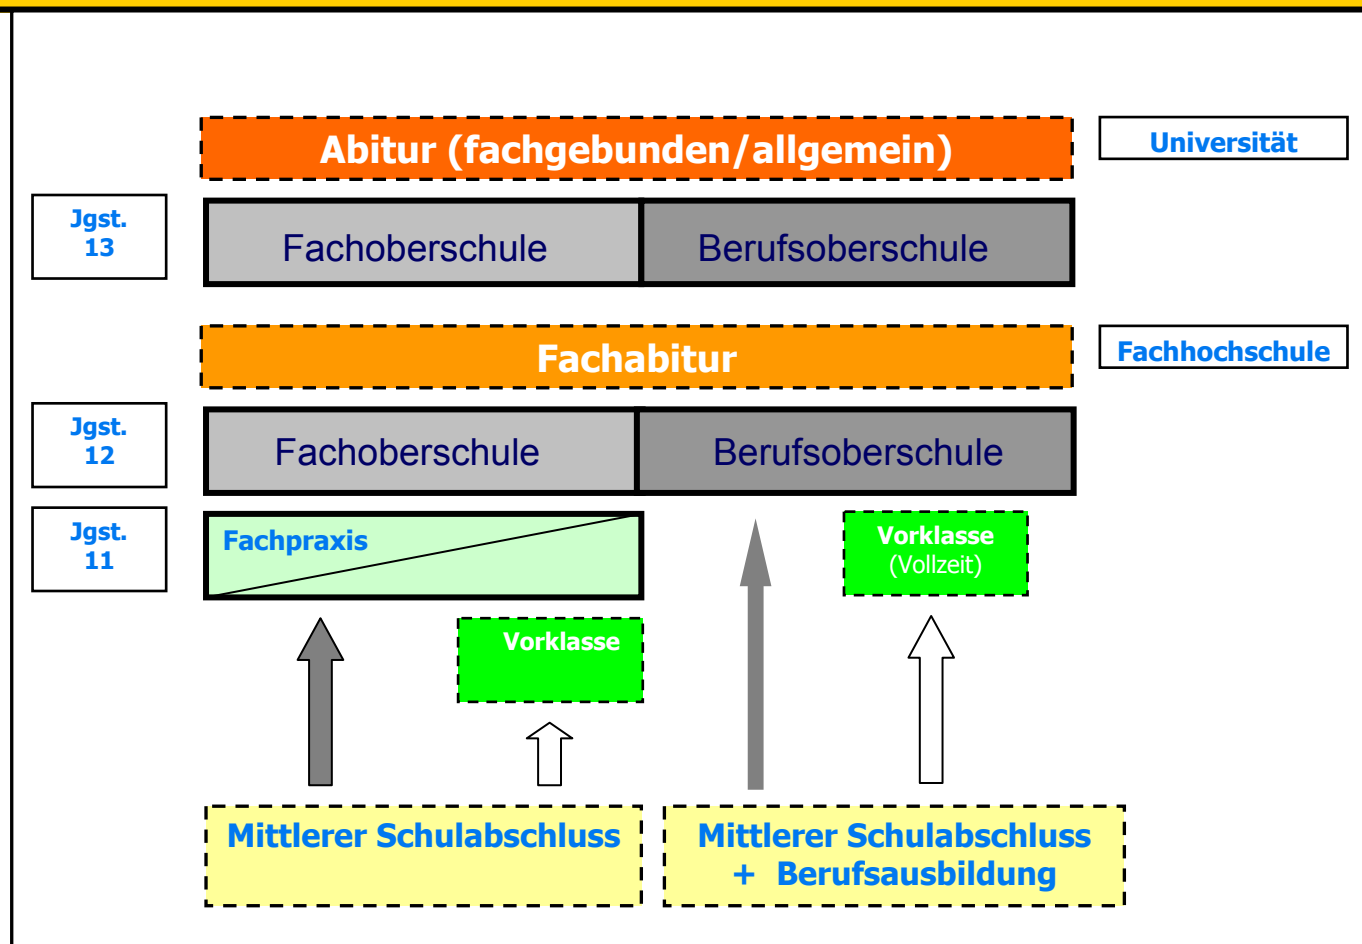 Abitur (fachgebunden/allgemein)
Universität
Jgst.
13
Fachoberschule
Berufsoberschule
Fachabitur
Fachhochschule
Jgst.
12
Fachoberschule
Berufsoberschule
Jgst.
11
Fachpraxis
Vorklasse
(Vollzeit)
Vorklasse
Mittlerer Schulabschluss
Mittlerer Schulabschluss
+ Berufsausbildung